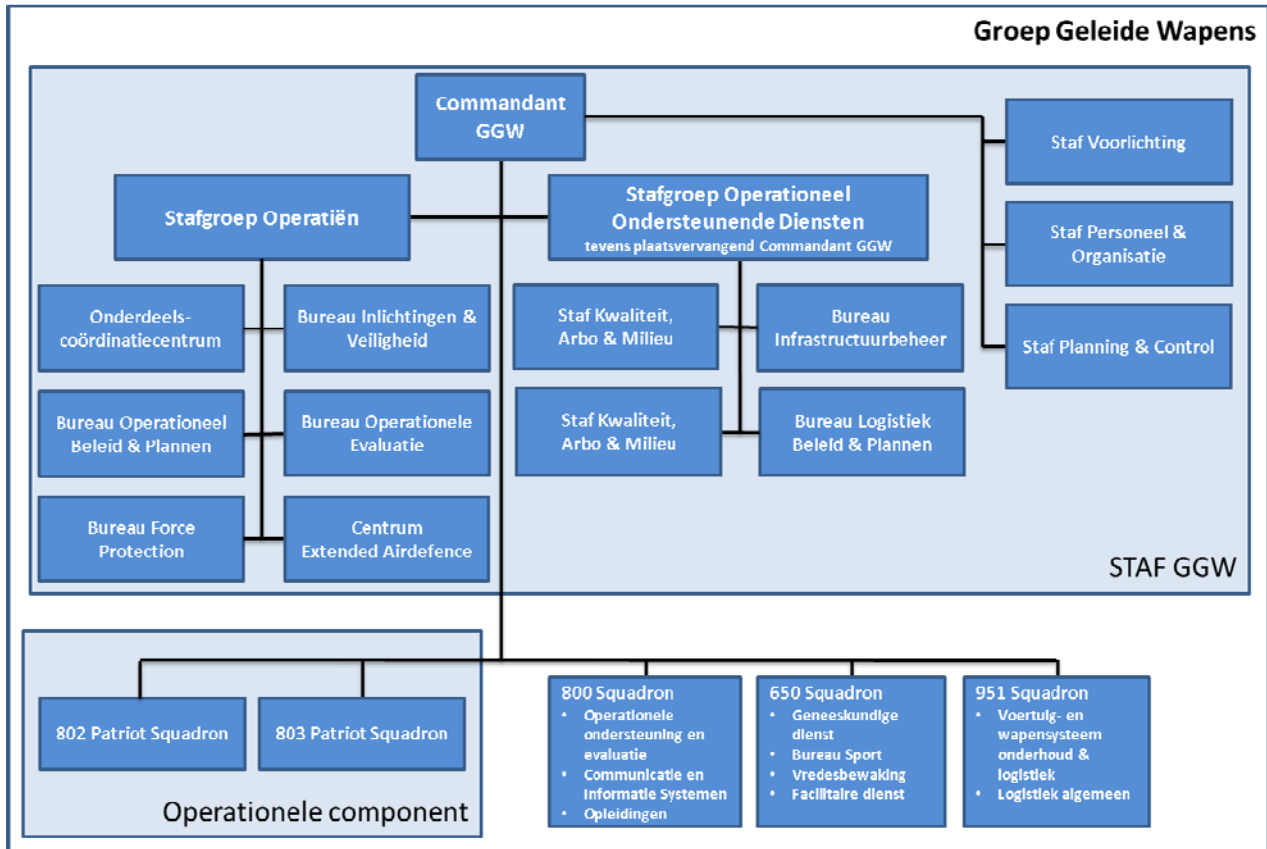 Groep Geleide Wapens
Commandant
GGW
Staf Voorlichting
Stafgroep Operatiën
Stafgroep Operationeel
Ondersteunende Diensten
tevens plaatsvervangend Commandant GGW
Staf Personeel &
Organisatie
Staf Planning & Control
Onderdeels-
coördinatiecentrum
Bureau Inlichtingen &
Veiligheid
Staf Kwaliteit,
Arbo & Milieu
Bureau
Infrastructuurbeheer
Bureau Operationeel
Beleid & Plannen
Bureau Operationele
Evaluatie
Staf Kwaliteit,
Arbo & Milieu
Bureau Logistiek
Beleid & Plannen
Bureau Force
Protection
Centrum
Extended Airdefence
STAF GGW
802 Patriot Squadron
803 Patriot Squadron
Operationele component
800 Squadron
• Operationele
ondersteuning en
evaluatie
• Communicatie en
Informatie Systemen
• Opleidingen
650 Squadron
• Geneeskundige
dienst
• Bureau Sport
• Vredesbewaking
• Facilitaire dienst
951 Squadron
• Voertuig- en
wapensysteem
onderhoud &
logistiek
• Logistiek algemeen